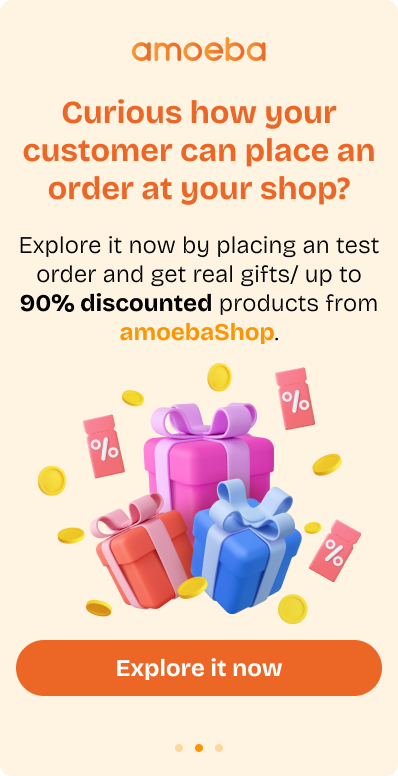 amoeba
Curious how your
customer can place an
order at your shop?
Explore it now by placing an test
order and get real gifts/ up to
90% discounted products from
amoebaShop.
%
%
%
Explore it now